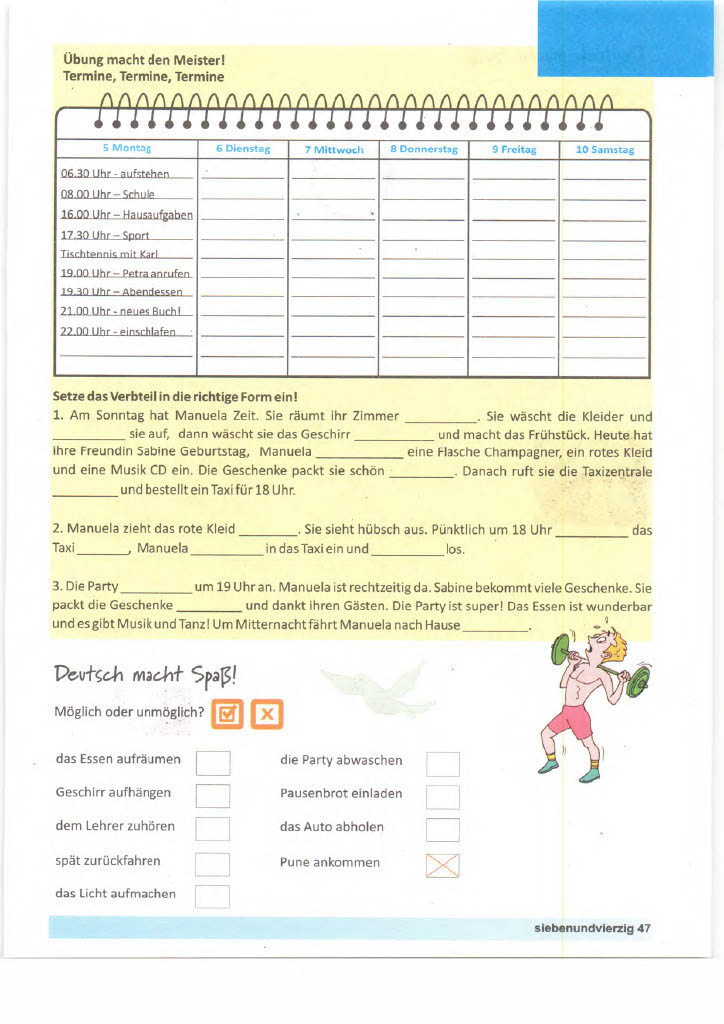 Übung macht den Meister!
Termine, Termine, Termine
5 Montag
6 Dienstag
7 Mittwoch
8 Donnerstag
9 Freitag
10 Samstag
06.30 Uhr - aufstehen
08.00 Uhr – Schule
16.00 Uhr – Hausaufgaben
17.30 Uhr – Sport
Tischtennis mit Karl
19.00 Uhr – Petra anrufen
19.30 Uhr – Abendessen
21.00 Uhr - neues Buch!
22.00 Uhr - einschlafen
Setze das Verbteil in die richtige Form ein!
1. Am Sonntag hat Manuela Zeit. Sie räumt ihr Zimmer __________. Sie wäscht die Kleider und
__________ sie auf, dann wäscht sie das Geschirr ___________ und macht das Frühstück. Heute hat
ihre Freundin Sabine Geburtstag, Manuela ____________ eine Flasche Champagner, ein rotes Kleid
und eine Musik CD ein. Die Geschenke packt sie schön _________. Danach ruft sie die Taxizentrale
_________ und bestellt ein Taxi für 18 Uhr.
2. Manuela zieht das rote Kleid ________. Sie sieht hübsch aus. Pünktlich um 18 Uhr __________ das
Taxi _______, Manuela __________ in das Taxi ein und __________ los.
3. Die Party __________ um 19 Uhr an. Manuela ist rechtzeitig da. Sabine bekommt viele Geschenke. Sie
packt die Geschenke _________ und dankt ihren Gästen. Die Party ist super! Das Essen ist wunderbar
und es gibt Musik und Tanz! Um Mitternacht fährt Manuela nach Hause _________.
Deutsch macht Spaß!
Möglich oder unmöglich?
das Essen aufräumen
die Party abwaschen
Geschirr aufhängen
Pausenbrot einladen
dem Lehrer zuhören
das Auto abholen
spät zurückfahren
Pune ankommen
das Licht aufmachen
siebenundvierzig 47